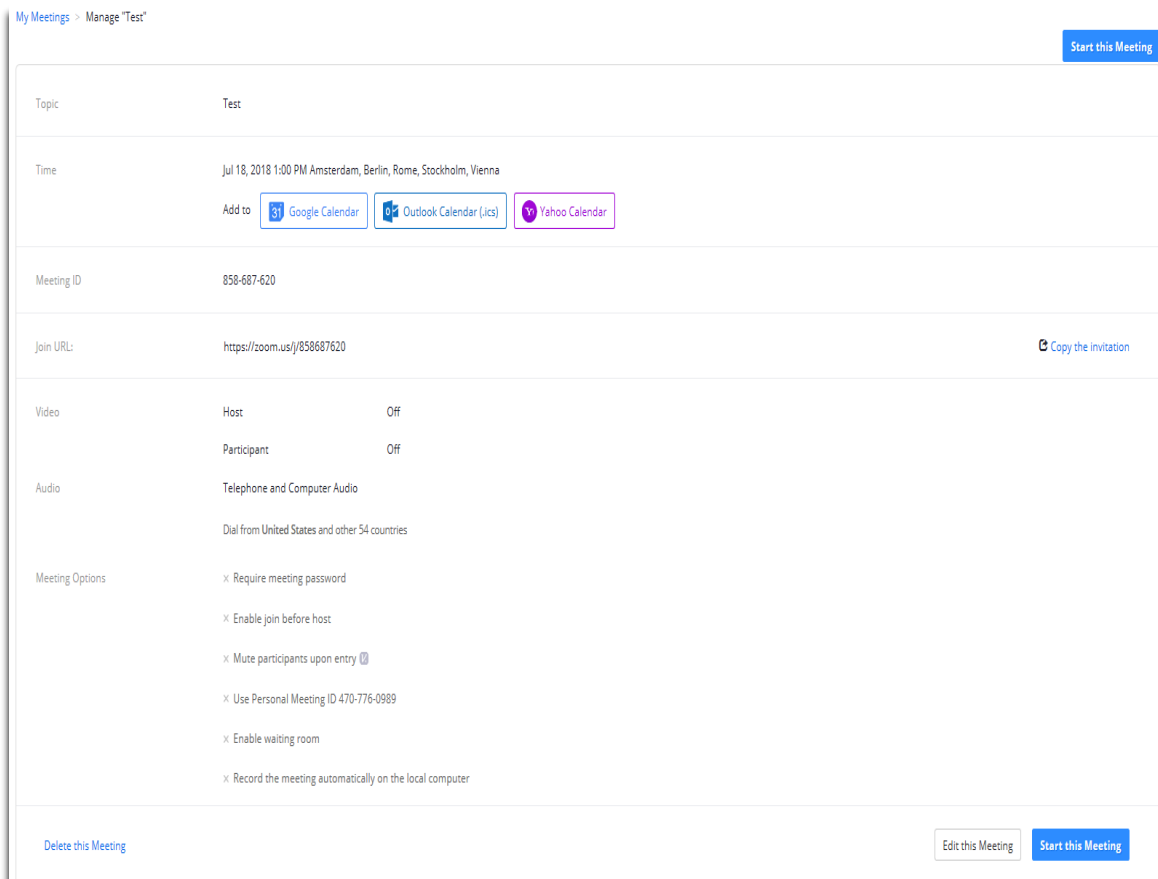 My Meetings > Manage "Test"
Start this Meeting
Topic Test
Time Jul 18, 2018 1:00 PM Amsterdam, Berlin, Rome, Stockholm, Vienna
Add to 31 Google Calendar Outlook Calendar (.ics) Yahoo Calendar
Meeting ID 858-687-620
Join URL: https://zoom.us/j/858687620 Copy the invitation
Video Host Off
Participant Off
Audio Telephone and Computer Audio
Dial from United States and other 54 countries
Meeting Options × Require meeting password
× Enable join before host
× Mute participants upon entry
× Use Personal Meeting ID 470-776-0989
× Enable waiting room
× Record the meeting automatically on the local computer
Delete this Meeting Edit this Meeting Start this Meeting